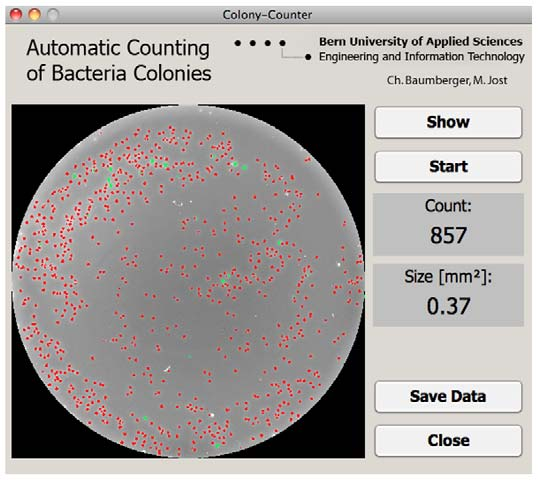 Colony-Counter
Automatic Counting
of Bacteria Colonies
Bern University of Applied Sciences
Engineering and Information Technology
Ch. Baumberger, M. Jost
Show
Start
Count:
857
Size [mm²]:
0.37
Save Data
Close